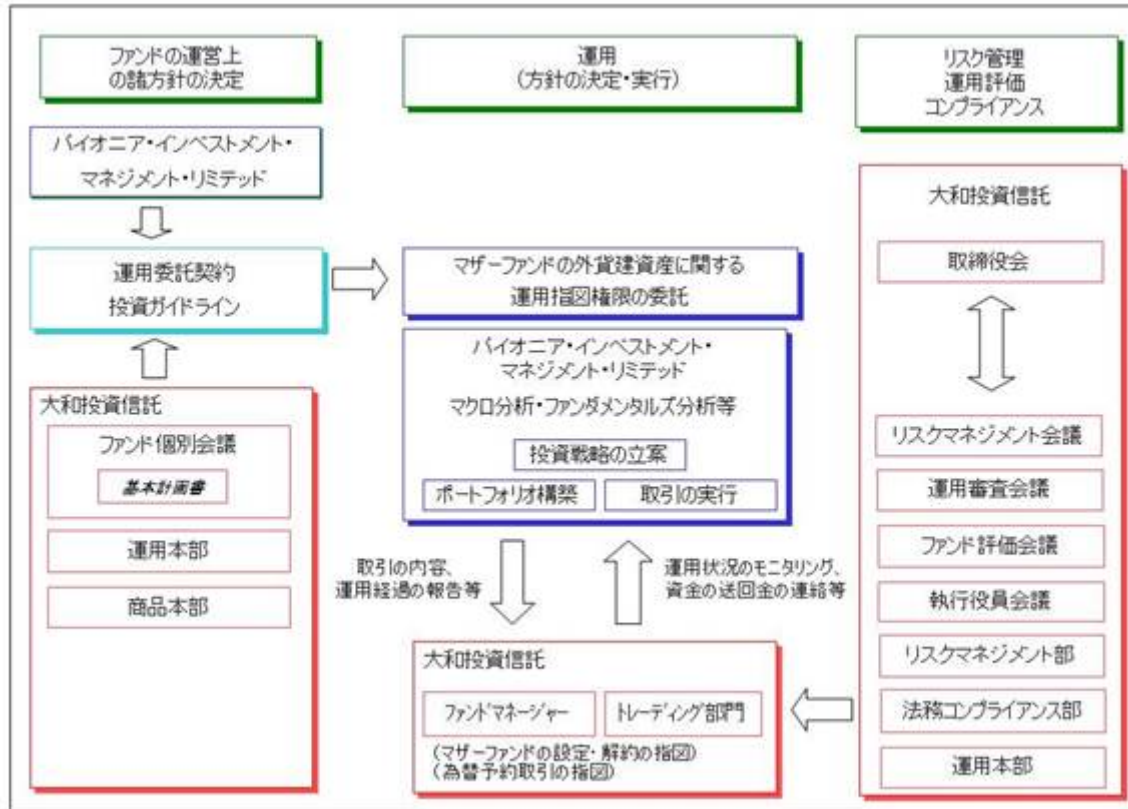 ファンドの運営上
の諸方針の決定
運用
(方針の決定・実行)
リスク管理
運用評価
コンプライアンス
パイオニア・インベストメント・
マネジメント・リミテッド
運用委託契約
投資ガイドライン
大和投資信託
ファンド個別会議
基本計画書
運用本部
商品本部
マザーファンドの外貨建資産に関する
運用指図権限の委託
パイオニア・インベストメント・
マネジメント・リミテッド
マクロ分析・ファンダメンタルズ分析等
投資戦略の立案
ポートフォリオ構築
取引の実行
取引の内容、
運用経過の報告等
運用状況のモニタリング、
資金の送回金の連絡等
大和投資信託
ファンドマネージャー
トレーディング部門
(マザーファンドの設定・解約の指図)
(為替予約取引の指図)
大和投資信託
取締役会
リスクマネジメント会議
運用審査会議
ファンド評価会議
執行役員会議
リスクマネジメント部
法務コンプライアンス部
運用本部